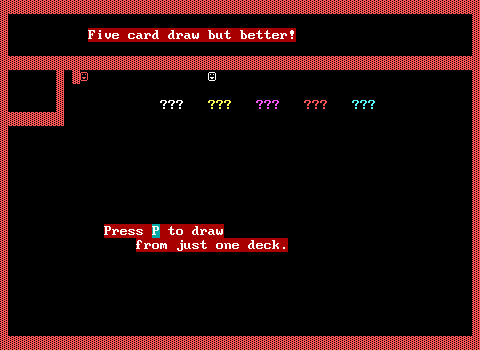 Five card draw but better!
??? ??? ??? ??? ???
Press P to draw
from just one deck.